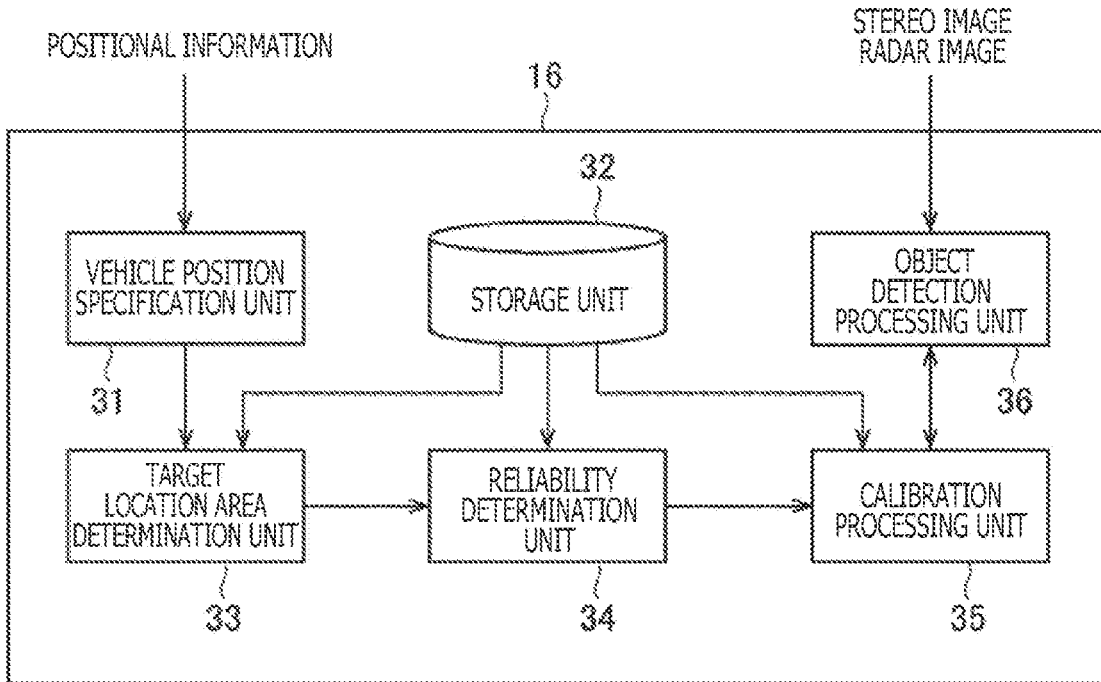 POSITIONAL INFORMATION
STEREO IMAGE
RADAR IMAGE
16
32
VEHICLE POSITION
SPECIFICATION UNIT
STORAGE UNIT
OBJECT
DETECTION
PROCESSING UNIT
31
36
TARGET
LOCATION AREA
DETERMINATION UNIT
RELIABILITY
DETERMINATION
UNIT
CALIBRATION
PROCESSING UNIT
33
34
35